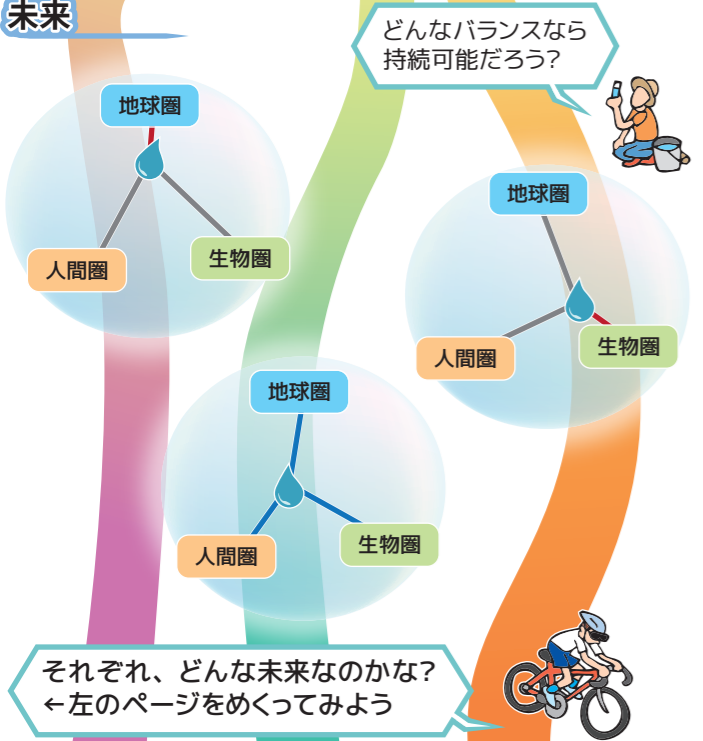 未来
どんなバランスなら
持続可能だろう?
地球圏
人間圏
生物圏
地球圏
人間圏
生物圏
地球圏
人間圏
生物圏
それぞれ、どんな未来なのかな?
←左のページをめくってみよう